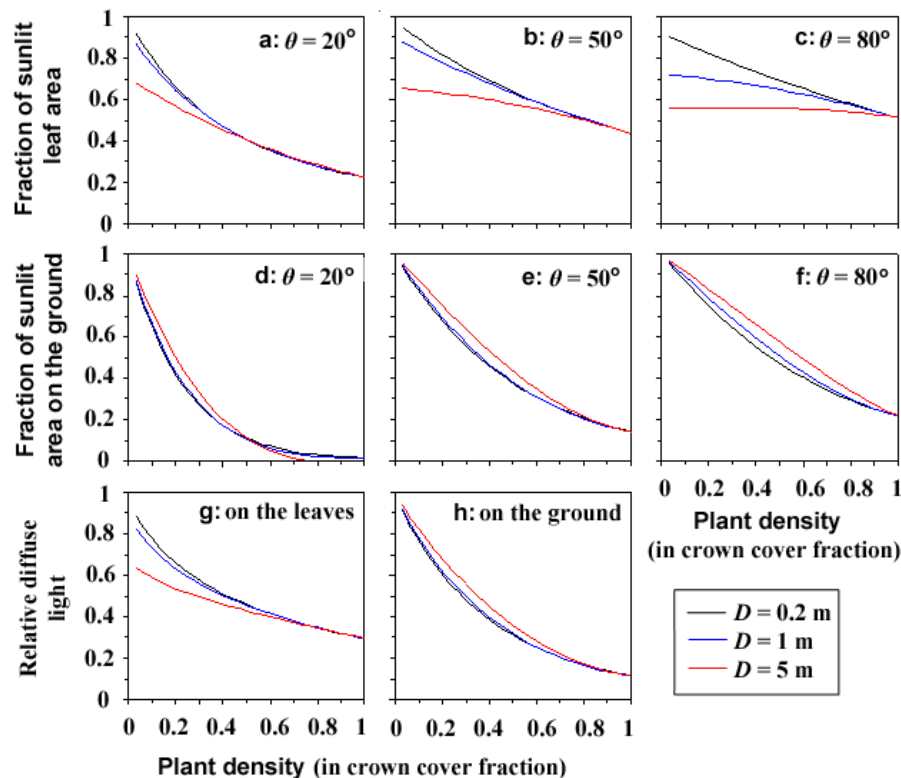 Fraction of sunlit
leaf area
1
0.8
0.6
0.4
0.2
0
a: θ = 20°
b: θ = 50°
c: θ = 80°
Fraction of sunlit
area on the ground
1
0.8
0.6
0.4
0.2
0
d: θ = 20°
e: θ = 50°
f: θ = 80°
0 0.2 0.4 0.6 0.8 1
Plant density
(in crown cover fraction)
Relative diffuse
light
1
0.8
0.6
0.4
0.2
0
g: on the leaves
h: on the ground
0 0.2 0.4 0.6 0.8 1
0 0.2 0.4 0.6 0.8 1
Plant density (in crown cover fraction)
D = 0.2 m
D = 1 m
D = 5 m